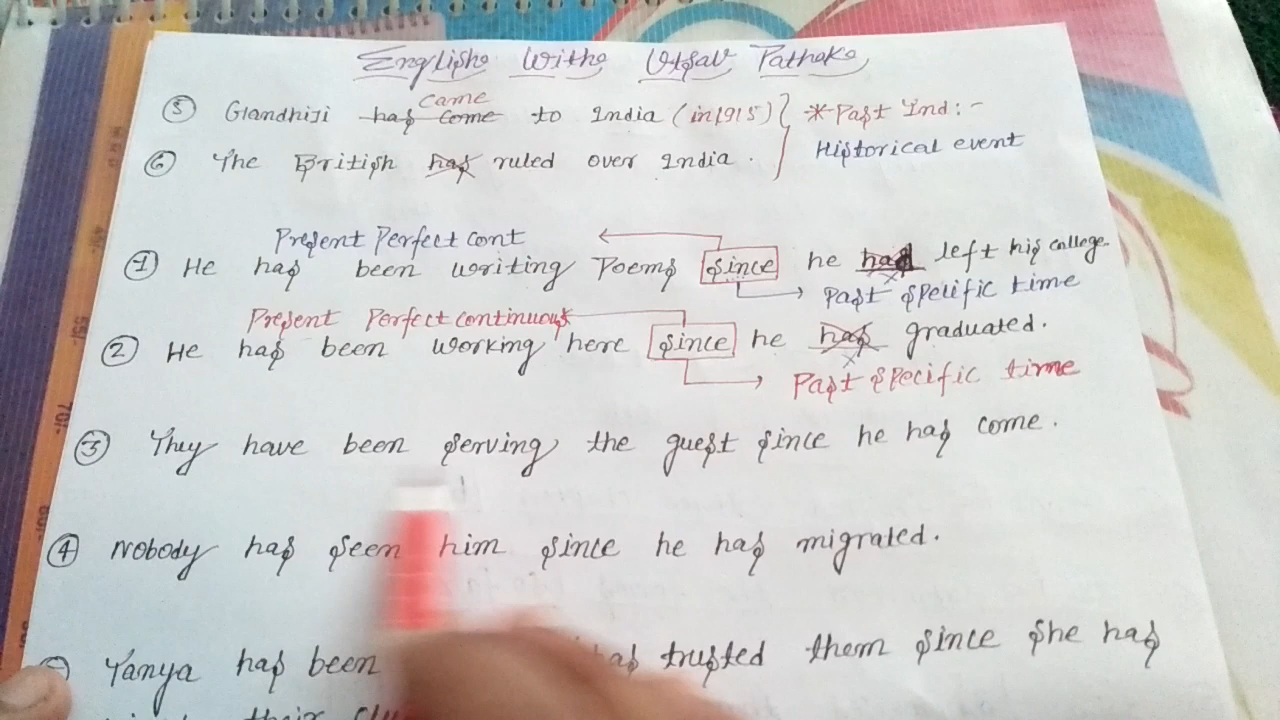 English With Utsav Pathak
came
⑤ Gandhiji has come to India (in 1915) *Past Ind:-
⑥ The British has ruled over India. Historical event
Present Perfect cont
① He has been writing Poems since he had left his college
Past specific time
Present Perfect continuous
② He has been working here since he has graduated.
Past specific time
③ They have been serving the guest since he has come.
④ Nobody has seen him since he has migrated.
Tanya has been has trusted them since she has
their
70/-